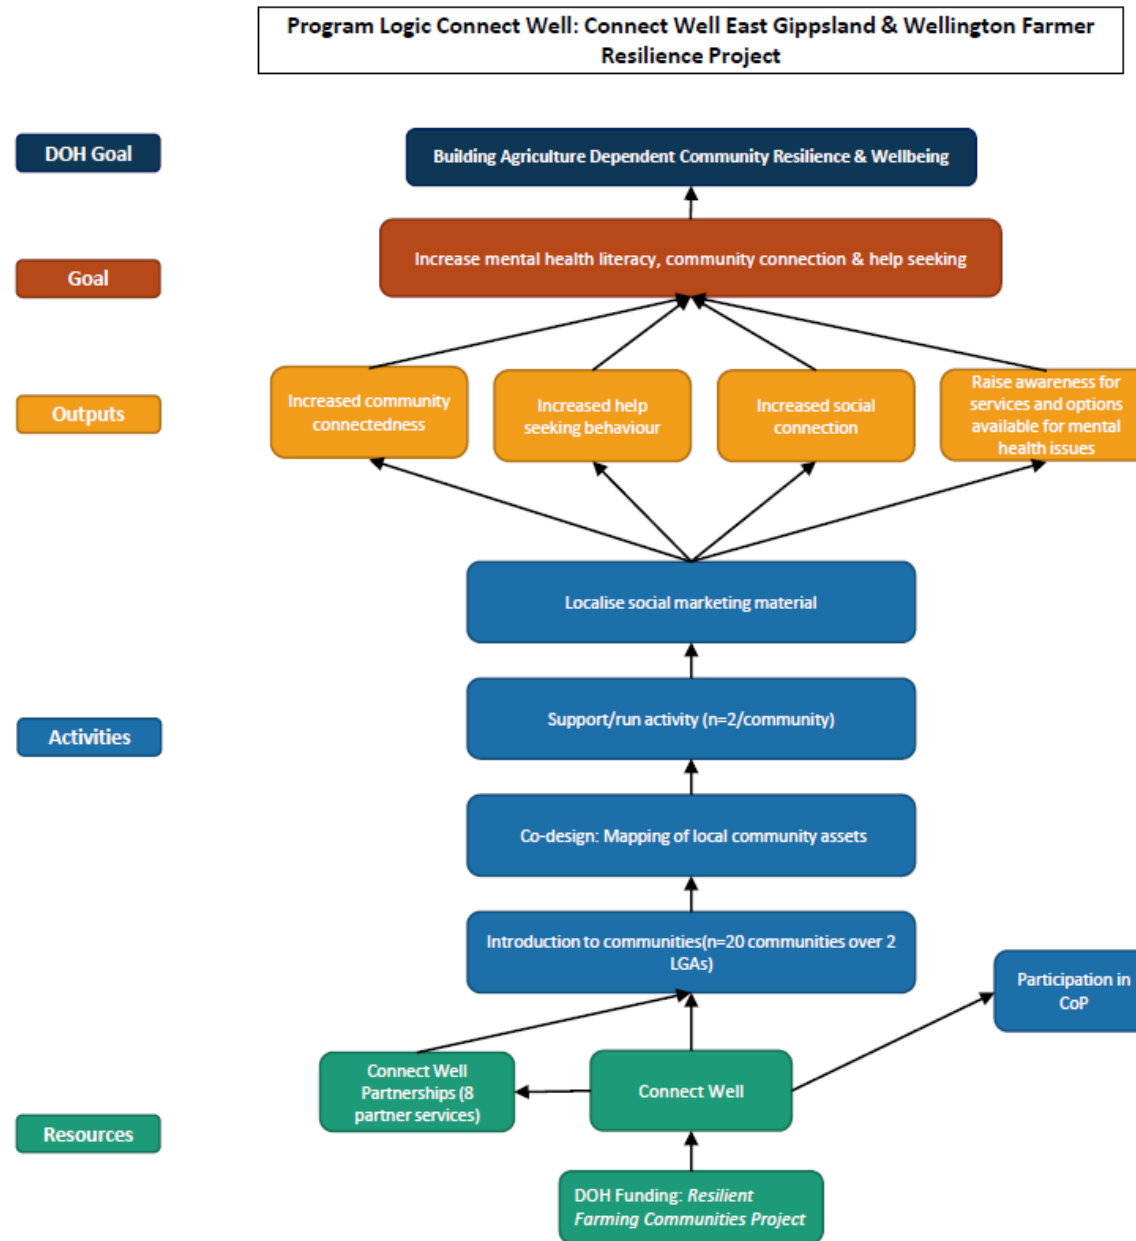 Program Logic Connect Well: Connect Well East Gippsland & Wellington Farmer
Resilience Project
DOH Goal
Building Agriculture Dependent Community Resilience & Wellbeing
Goal
Increase mental health literacy, community connection & help seeking
Outputs
Increased community
connectedness
Increased help
seeking behaviour
Increased social
connection
Raise awareness for
services and options
available for mental
health issues
Localise social marketing material
Activities
Support/run activity (n=2/community)
Co-design: Mapping of local community assets
Introduction to communities(n=20 communities over 2
LGAs)
Participation in
CoP
Resources
Connect Well
Partnerships (8
partner services)
Connect Well
DOH Funding: Resilient
Farming Communities Project